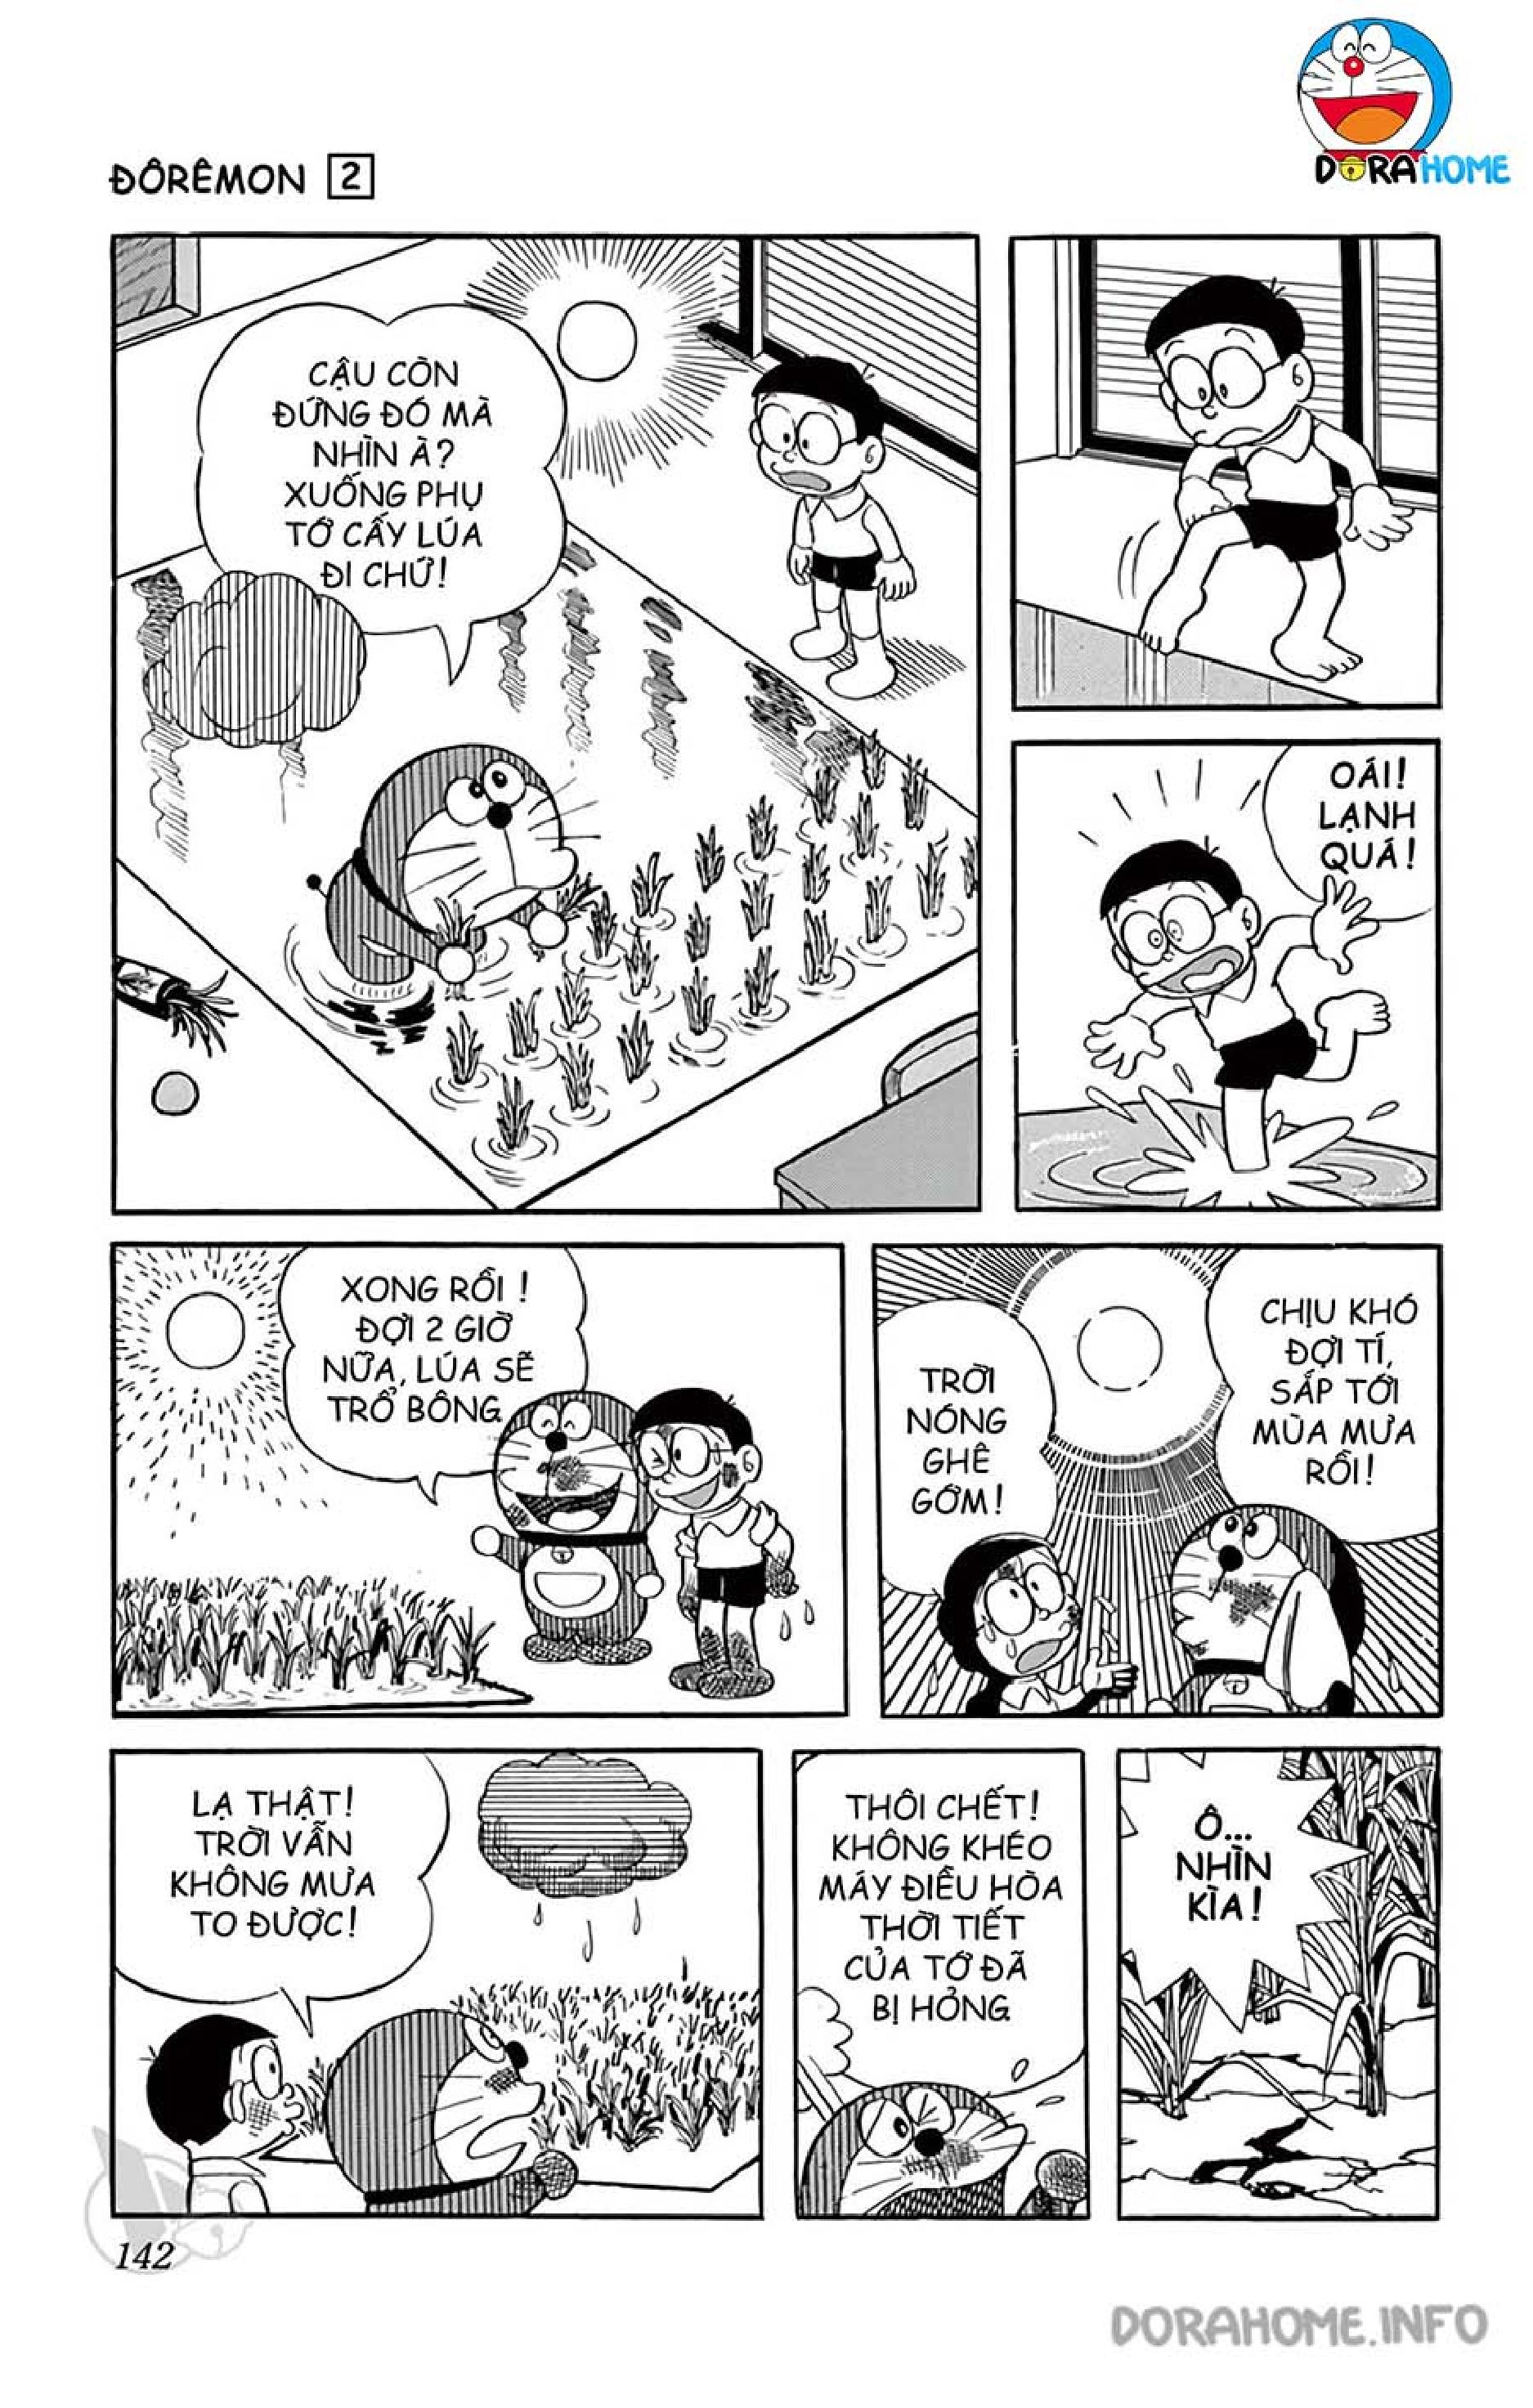 DORAHOME
ĐÔRÊMON 2
CẬU CÒN
ĐỨNG ĐÓ MÀ
NHÌN À?
XUỐNG PHỤ
TỚ CẤY LÚA
ĐI CHỨ!
OÁI!
LẠNH
QUÁ!
XONG RỒI!
ĐỢI 2 GIỜ
NỮA, LÚA SẼ
TRỔ BÔNG
TRỜI
NÓNG
GHÊ
GỚM!
CHỊU KHÓ
ĐỢI TÍ,
SẮP TỚI
MÙA MƯA
RỒI!
LẠ THẬT!
TRỜI VẪN
KHÔNG MƯA
TO ĐƯỢC!
THÔI CHẾT!
KHÔNG KHÉO
MÁY ĐIỀU HÒA
THỜI TIẾT
CỦA TỚ ĐÃ
BỊ HỎNG
Ô...
NHÌN
KÌA!
142
DORAHOME.INFO